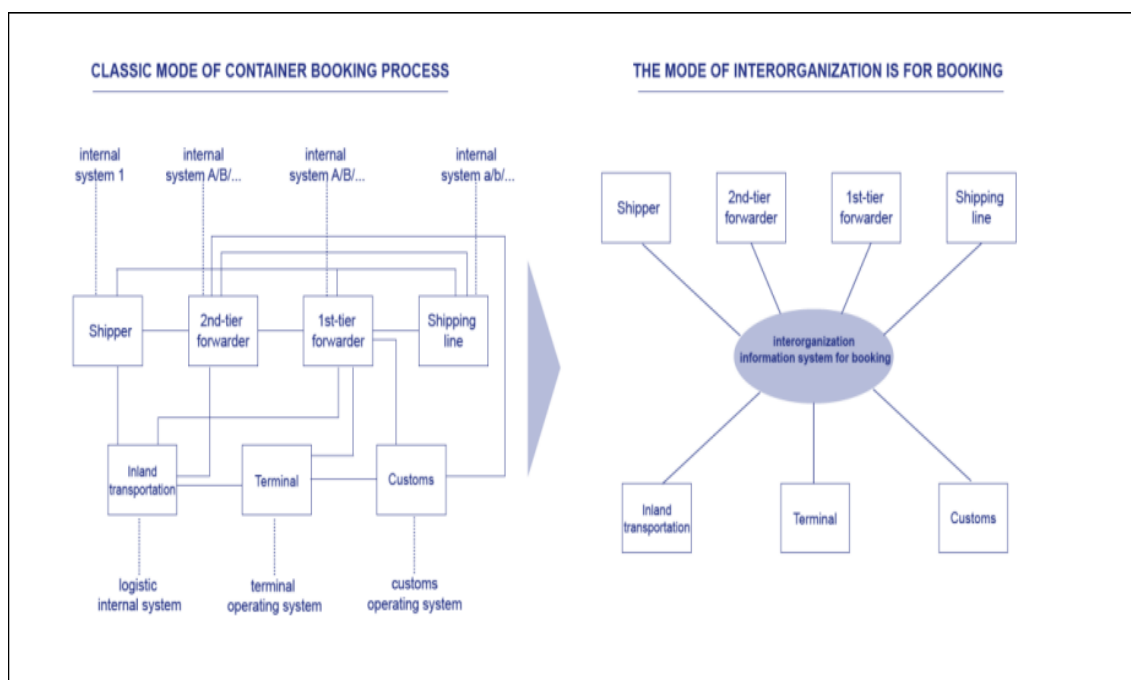 CLASSIC MODE OF CONTAINER BOOKING PROCESS
internal
system 1
internal
system A/B/...
internal
system A/B/...
internal
system a/b/...
Shipper
2nd-tier
forwarder
1st-tier
forwarder
Shipping
line
Inland
transportation
Terminal
Customs
logistic
internal system
terminal
operating system
customs
operating system
THE MODE OF INTERORGANIZATION IS FOR BOOKING
Shipper
2nd-tier
forwarder
1st-tier
forwarder
Shipping
line
interorganization
information system for booking
Inland
transportation
Terminal
Customs